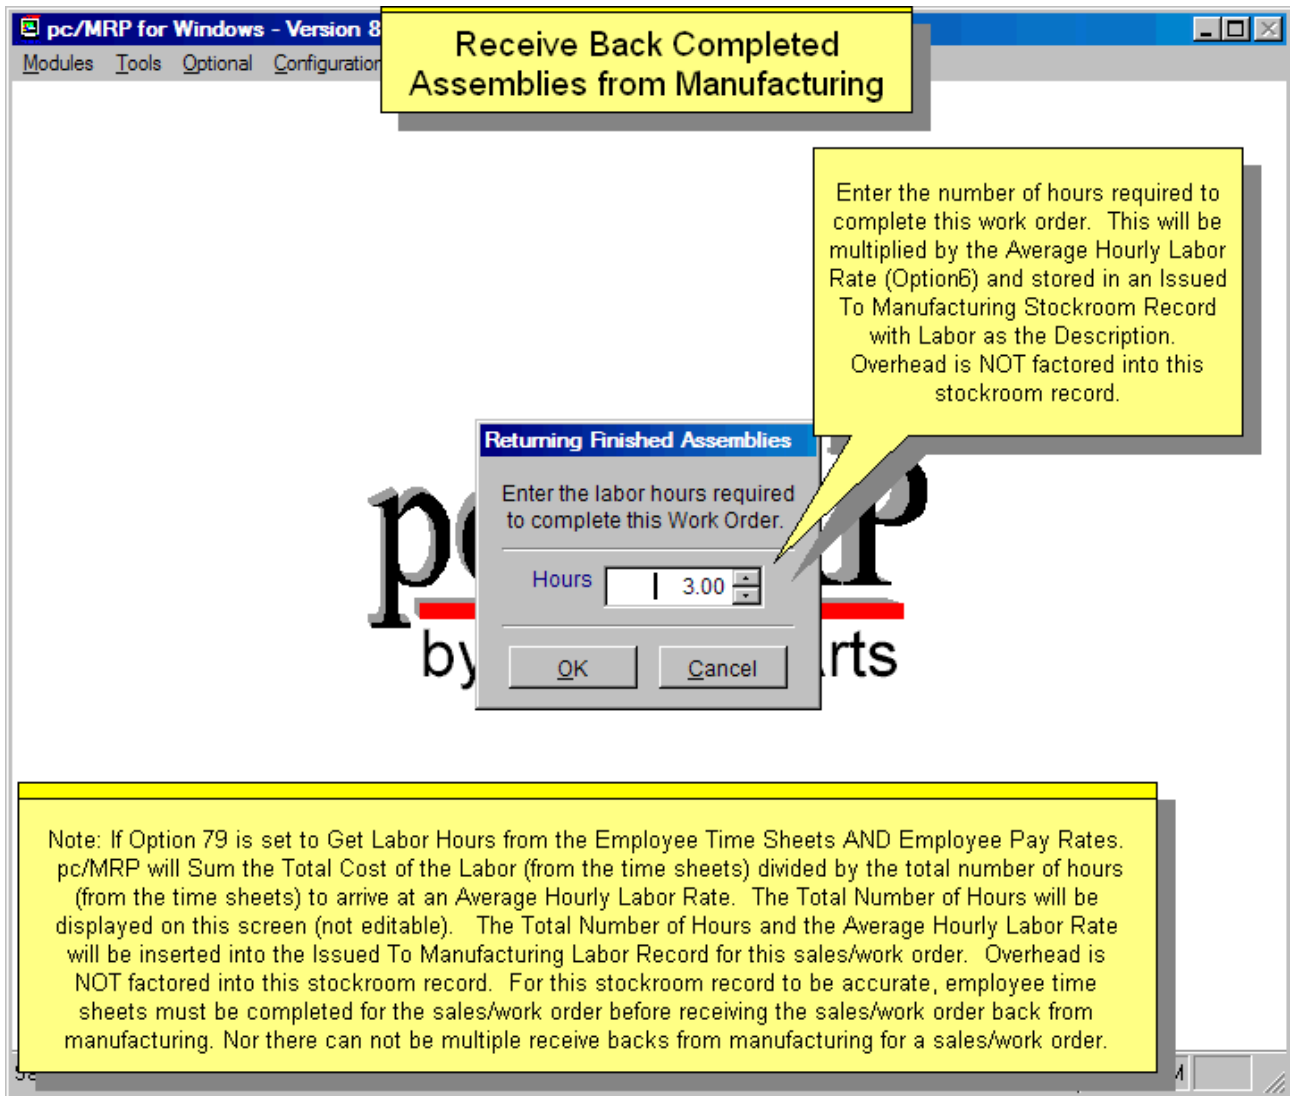 pc/MRP for Windows - Version 8
Receive Back Completed
Assemblies from Manufacturing
Modules Tools Optional Configuration
Enter the number of hours required to
complete this work order. This will be
multiplied by the Average Hourly Labor
Rate (Option6) and stored in an Issued
To Manufacturing Stockroom Record
with Labor as the Description.
Overhead is NOT factored into this
stockroom record.
Returning Finished Assemblies
Enter the labor hours required
to complete this Work Order.
Hours 3.00
OK Cancel
by rts
Note: If Option 79 is set to Get Labor Hours from the Employee Time Sheets AND Employee Pay Rates.
pc/MRP will Sum the Total Cost of the Labor (from the time sheets) divided by the total number of hours
(from the time sheets) to arrive at an Average Hourly Labor Rate. The Total Number of Hours will be
displayed on this screen (not editable). The Total Number of Hours and the Average Hourly Labor Rate
will be inserted into the Issued To Manufacturing Labor Record for this sales/work order. Overhead is
NOT factored into this stockroom record. For this stockroom record to be accurate, employee time
sheets must be completed for the sales/work order before receiving the sales/work order back from
manufacturing. Nor there can not be multiple receive backs from manufacturing for a sales/work order.